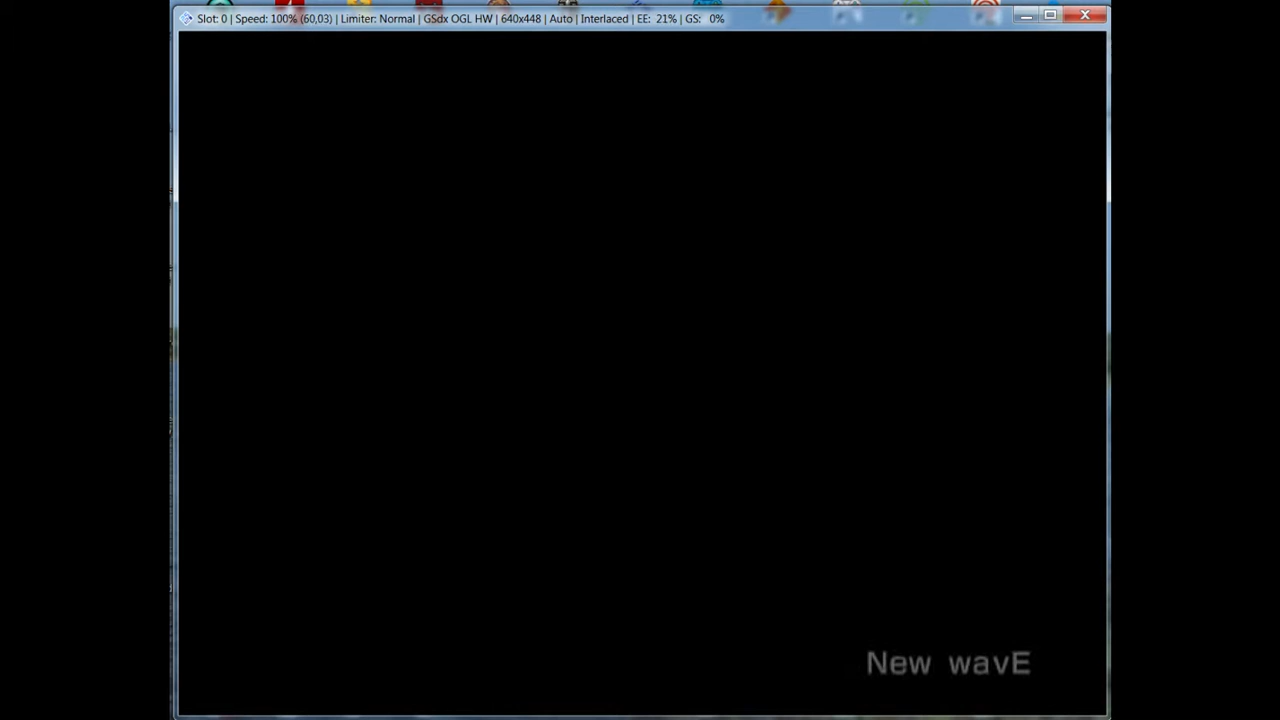 Slot: 0 | Speed: 100% (60,03) | Limiter: Normal | GSdx OGL HW | 640x448 | Auto | Interlaced | EE: 21% | GS: 0%
New wavE